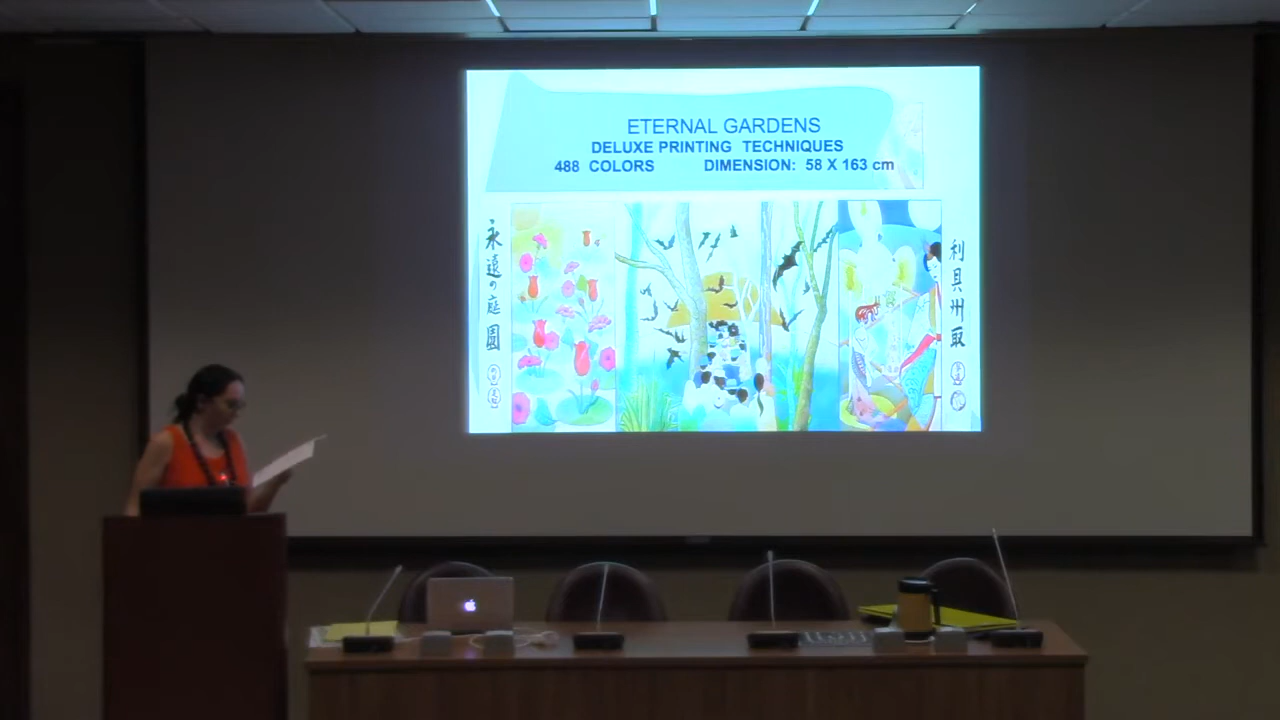 ETERNAL GARDENS
DELUXE PRINTING TECHNIQUES
488 COLORS DIMENSION: 58 X 163 cm
永遠の庭園
利貝州取